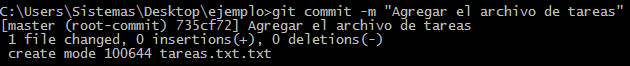 C:\Users\Sistemas\Desktop\ejemplo>git commit -m "Agregar el archivo de tareas"
[master (root-commit) 735cf72] Agregar el archivo de tareas
 1 file changed, 0 insertions(+), 0 deletions(-)
 create mode 100644 tareas.txt.txt